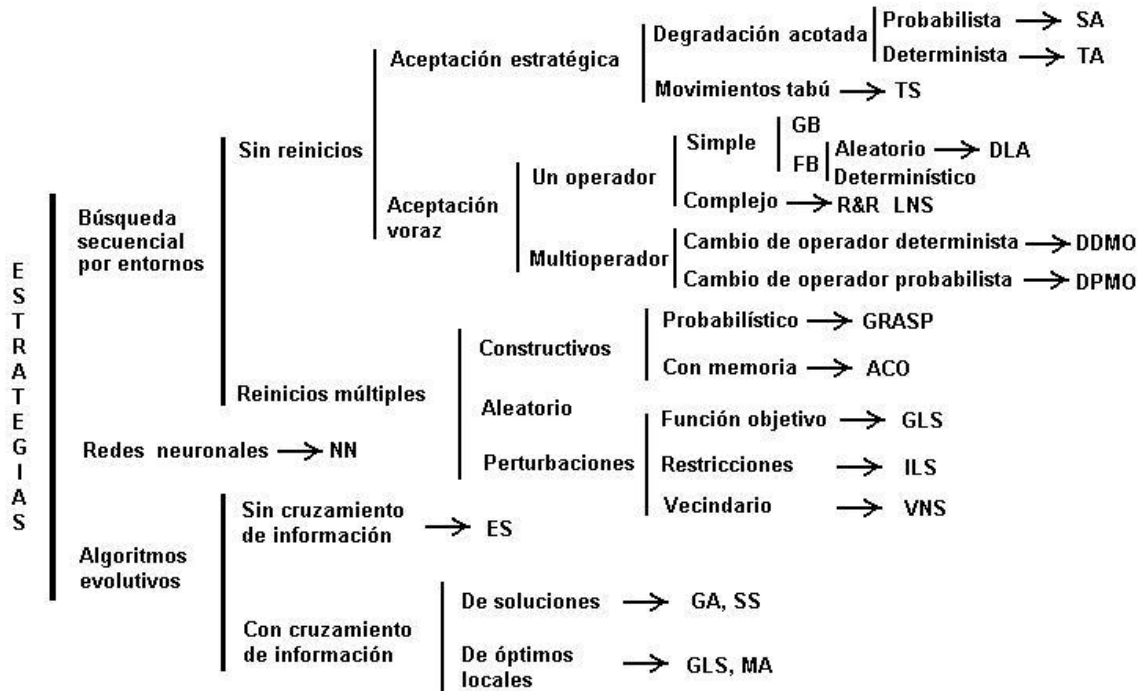 ESTRATEGIAS
Búsqueda
secuencial
por entornos
Sin reinicios
Aceptación estratégica
Degradación acotada
Probabilista → SA
Determinista → TA
Movimientos tabú → TS
Aceptación
voraz
Un operador
Simple
GB
FB
Aleatorio → DLA
Determinístico
Complejo → R&R LNS
Multioperador
Cambio de operador determinista → DDMO
Cambio de operador probabilista → DPMO
Reinicios múltiples
Constructivos
Probabilístico → GRASP
Con memoria → ACO
Aleatorio
Perturbaciones
Función objetivo → GLS
Restricciones → ILS
Vecindario → VNS
Redes neuronales → NN
Algoritmos
evolutivos
Sin cruzamiento
de información → ES
Con cruzamiento
de información
De soluciones → GA, SS
De óptimos
locales → GLS, MA